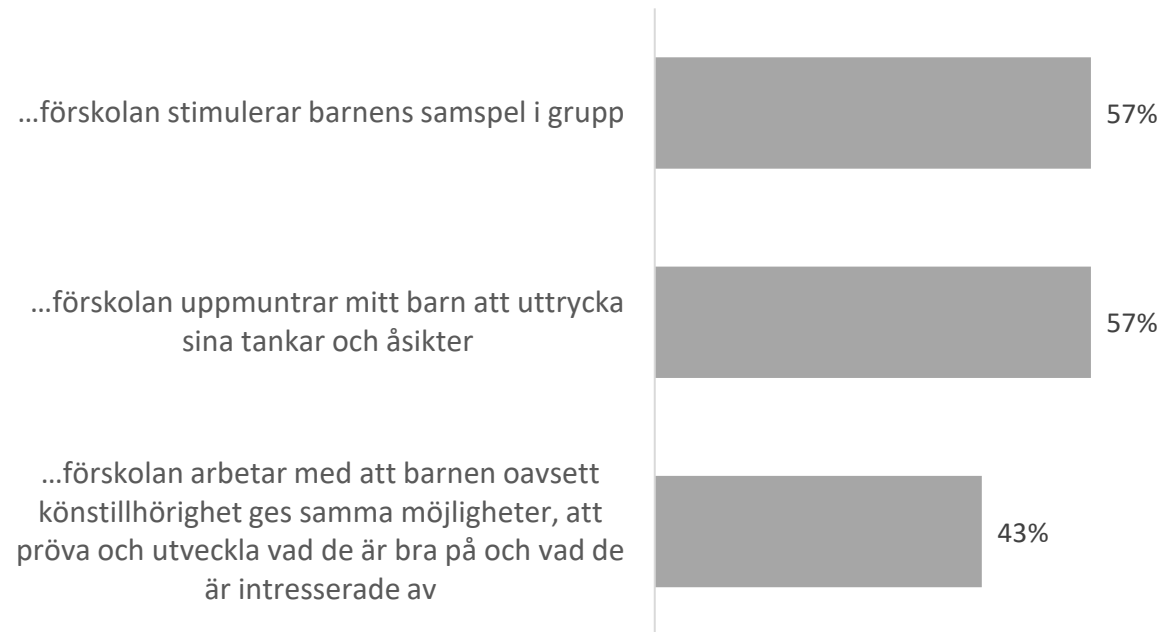 …förskolan stimulerar barnens samspel i grupp
57%
…förskolan uppmuntrar mitt barn att uttrycka
sina tankar och åsikter
57%
…förskolan arbetar med att barnen oavsett
könstillhörighet ges samma möjligheter, att
pröva och utveckla vad de är bra på och vad de
är intresserade av
43%